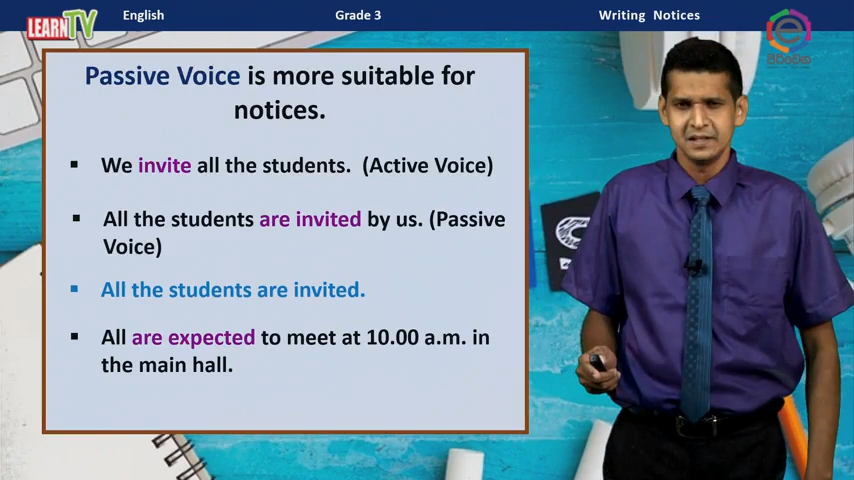 LEARN TV
English
Grade 3
Writing Notices
පිරිවෙන
Passive Voice is more suitable for
notices.
▪ We invite all the students. (Active Voice)
▪ All the students are invited by us. (Passive
Voice)
▪ All the students are invited.
▪ All are expected to meet at 10.00 a.m. in
the main hall.